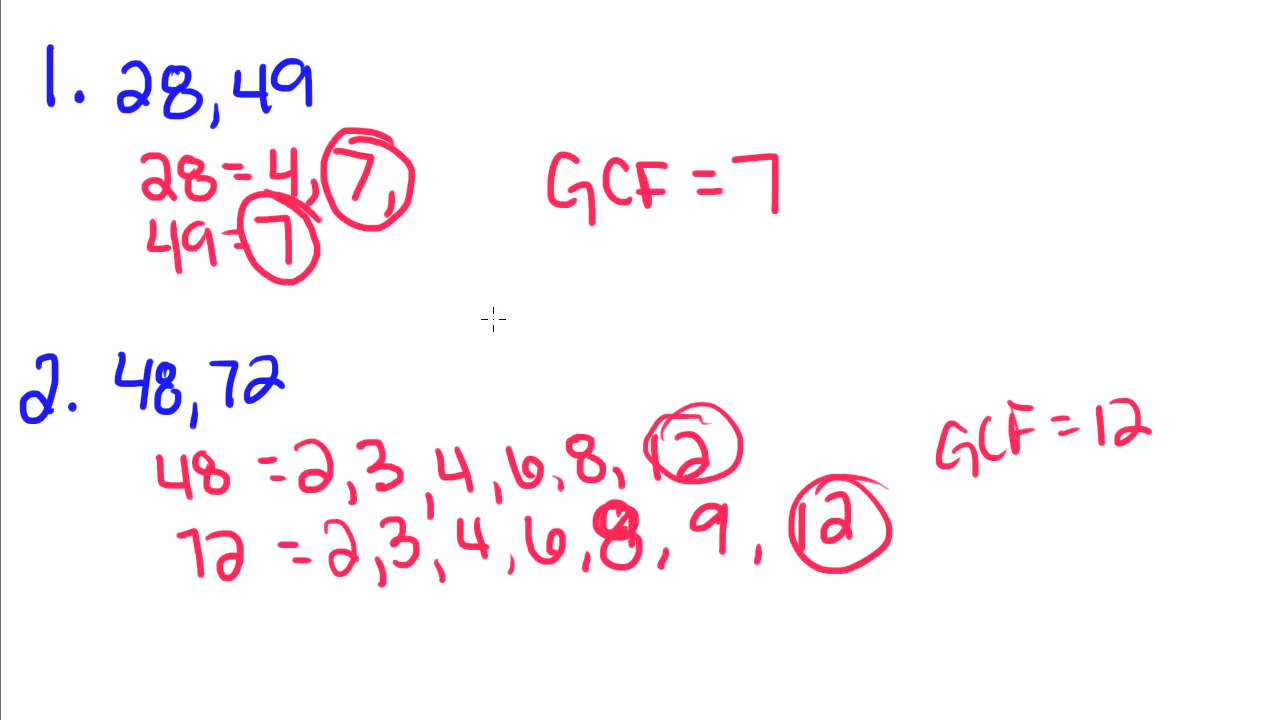 1. 28, 49
28 = 4, 7,
49 = 7
GCF = 7
2. 48, 72
48 = 2, 3, 4, 6, 8, 12
72 = 2, 3, 4, 6, 8, 9, 12
GCF = 12